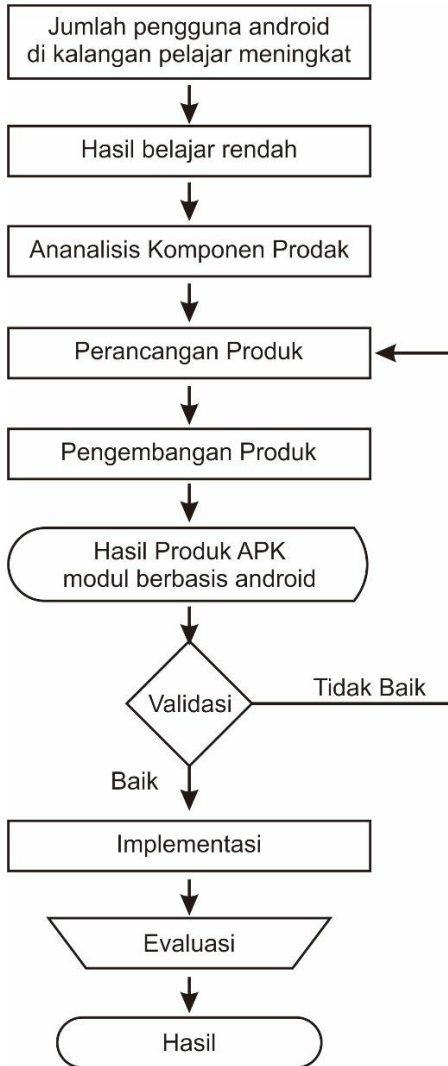 Jumlah pengguna android
di kalangan pelajar meningkat
Hasil belajar rendah
Ananalisis Komponen Prodak
Perancangan Produk
Pengembangan Produk
Hasil Produk APK
modul berbasis android
Validasi
Tidak Baik
Baik
Implementasi
Evaluasi
Hasil